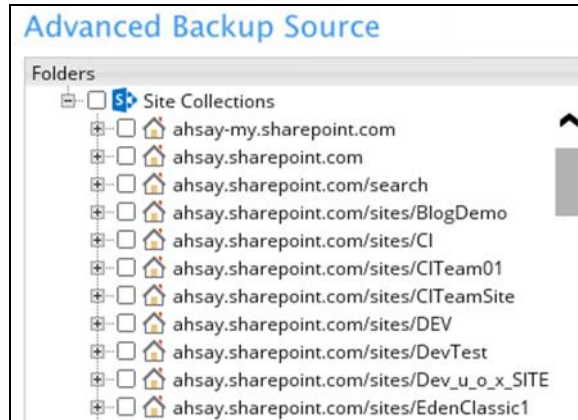 Advanced Backup Source
Folders
Site Collections
ahsay-my.sharepoint.com
ahsay.sharepoint.com
ahsay.sharepoint.com/search
ahsay.sharepoint.com/sites/BlogDemo
ahsay.sharepoint.com/sites/CI
ahsay.sharepoint.com/sites/CITeam01
ahsay.sharepoint.com/sites/CITeamSite
ahsay.sharepoint.com/sites/DEV
ahsay.sharepoint.com/sites/DevTest
ahsay.sharepoint.com/sites/Dev_u_o_x_SITE
ahsay.sharepoint.com/sites/EdenClassic1